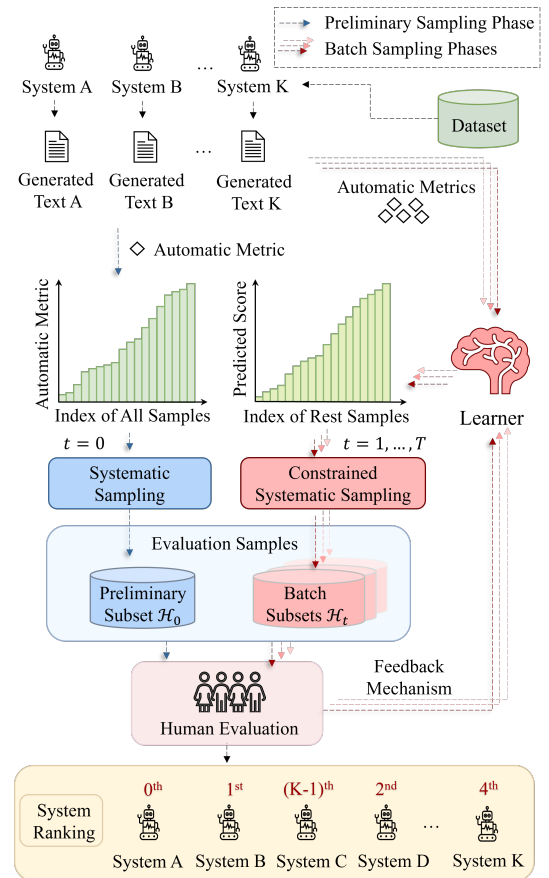 Preliminary Sampling Phase
Batch Sampling Phases
System A
System B
...
System K
Dataset
Generated
Text A
Generated
Text B
...
Generated
Text K
Automatic Metrics
Automatic Metric
Automatic Metric
Index of All Samples
Predicted Score
Index of Rest Samples
Learner
t = 0
t = 1, …, T
Systematic
Sampling
Constrained
Systematic Sampling
Evaluation Samples
Preliminary
Subset ℋ₀
Batch
Subsets ℋₜ
Feedback
Mechanism
Human Evaluation
System
Ranking
0th
1st
(K-1)th
2nd
4th
System A
System B
System C
System D
...
System K